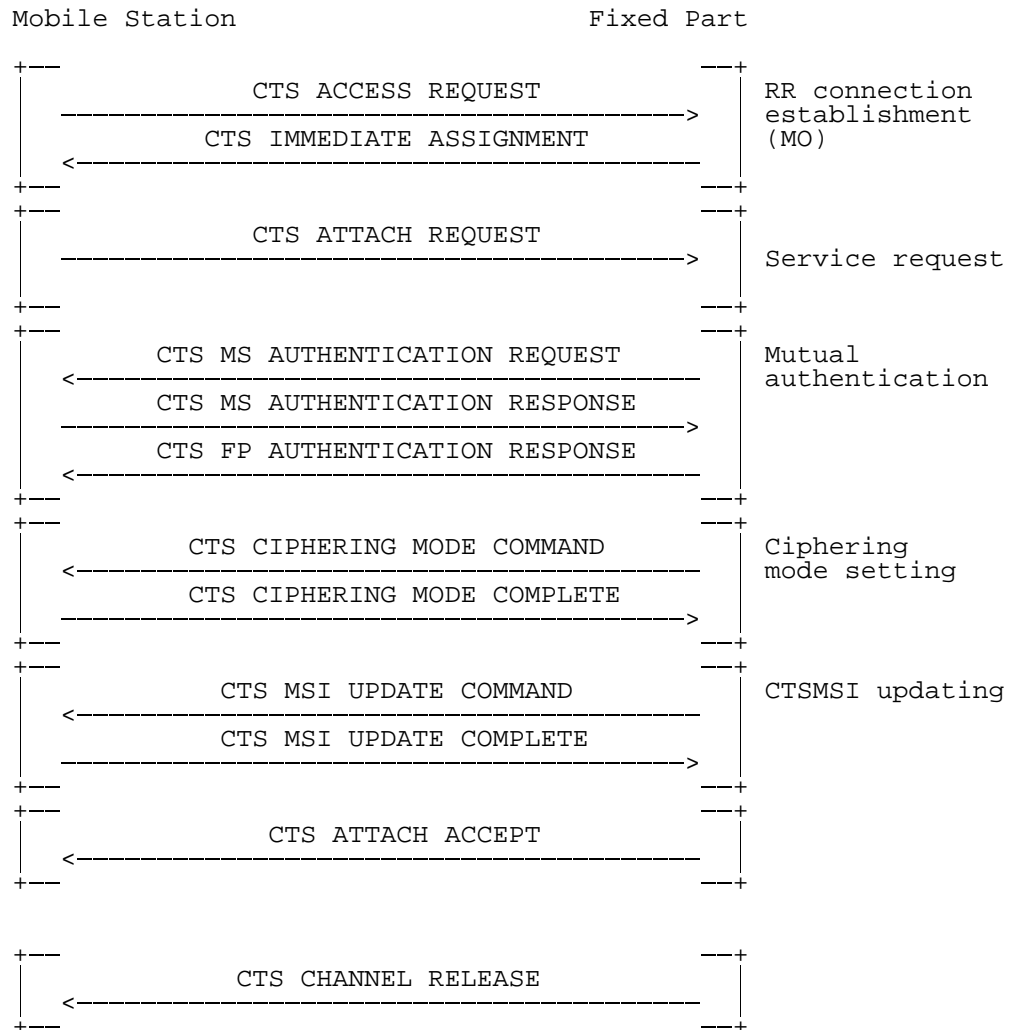 Mobile Station Fixed Part
CTS ACCESS REQUEST RR connection
establishment
CTS IMMEDIATE ASSIGNMENT (MO)
CTS ATTACH REQUEST
Service request
CTS MS AUTHENTICATION REQUEST Mutual
authentication
CTS MS AUTHENTICATION RESPONSE
CTS FP AUTHENTICATION RESPONSE
CTS CIPHERING MODE COMMAND Ciphering
mode setting
CTS CIPHERING MODE COMPLETE
CTS MSI UPDATE COMMAND CTSMSI updating
CTS MSI UPDATE COMPLETE
CTS ATTACH ACCEPT
CTS CHANNEL RELEASE